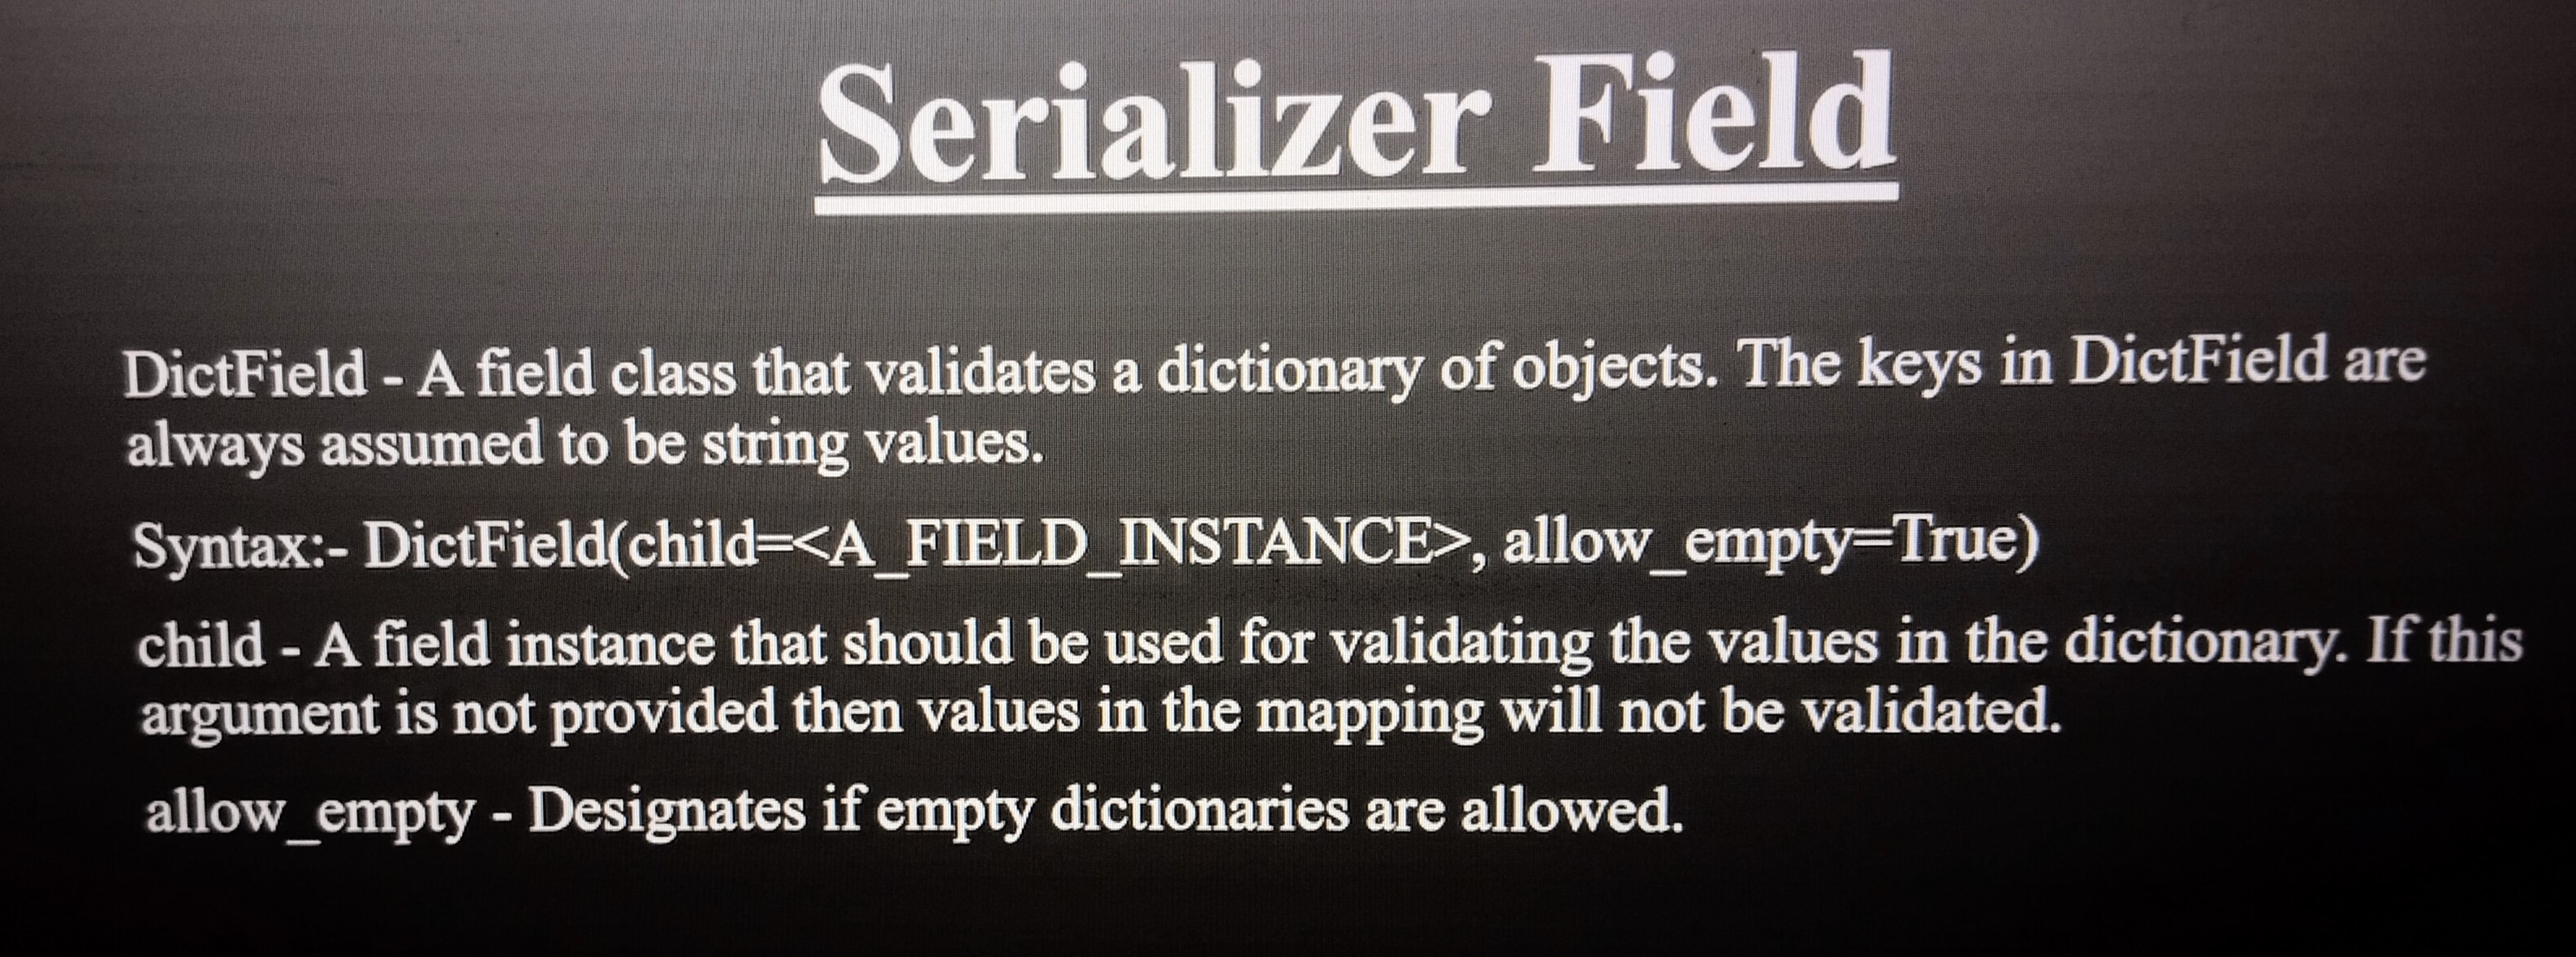 Serializer Field
DictField - A field class that validates a dictionary of objects. The keys in DictField are
always assumed to be string values.
Syntax:- DictField(child=<A_FIELD_INSTANCE>, allow_empty=True)
child - A field instance that should be used for validating the values in the dictionary. If this
argument is not provided then values in the mapping will not be validated.
allow_empty - Designates if empty dictionaries are allowed.